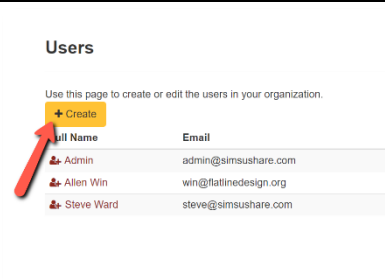 Users
Use this page to create or edit the users in your organization.
+ Create
ull Name Email
Admin admin@simsushare.com
Allen Win win@flatlinedesign.org
Steve Ward steve@simsushare.com